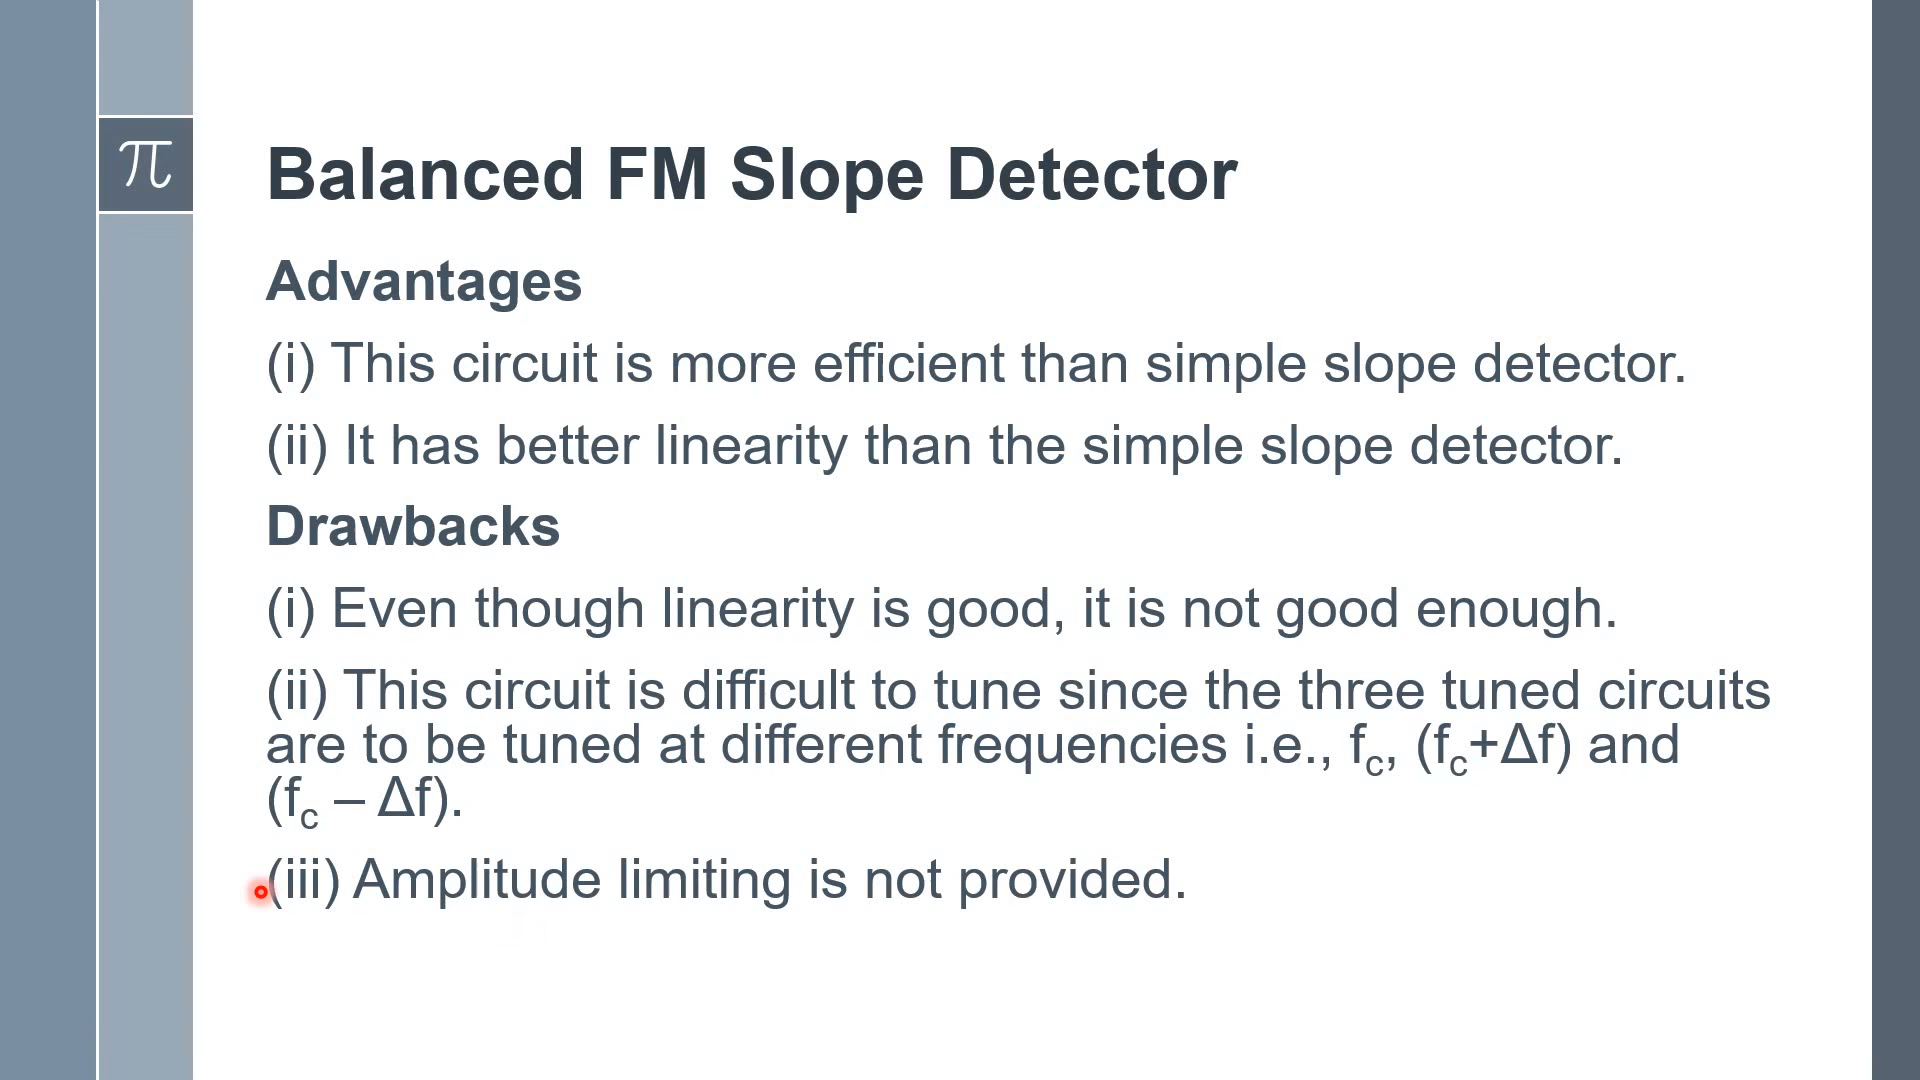 π
Balanced FM Slope Detector
Advantages
(i) This circuit is more efficient than simple slope detector.
(ii) It has better linearity than the simple slope detector.
Drawbacks
(i) Even though linearity is good, it is not good enough.
(ii) This circuit is difficult to tune since the three tuned circuits
are to be tuned at different frequencies i.e., f꜀, (f꜀+Δf) and
(f꜀ – Δf).
(iii) Amplitude limiting is not provided.